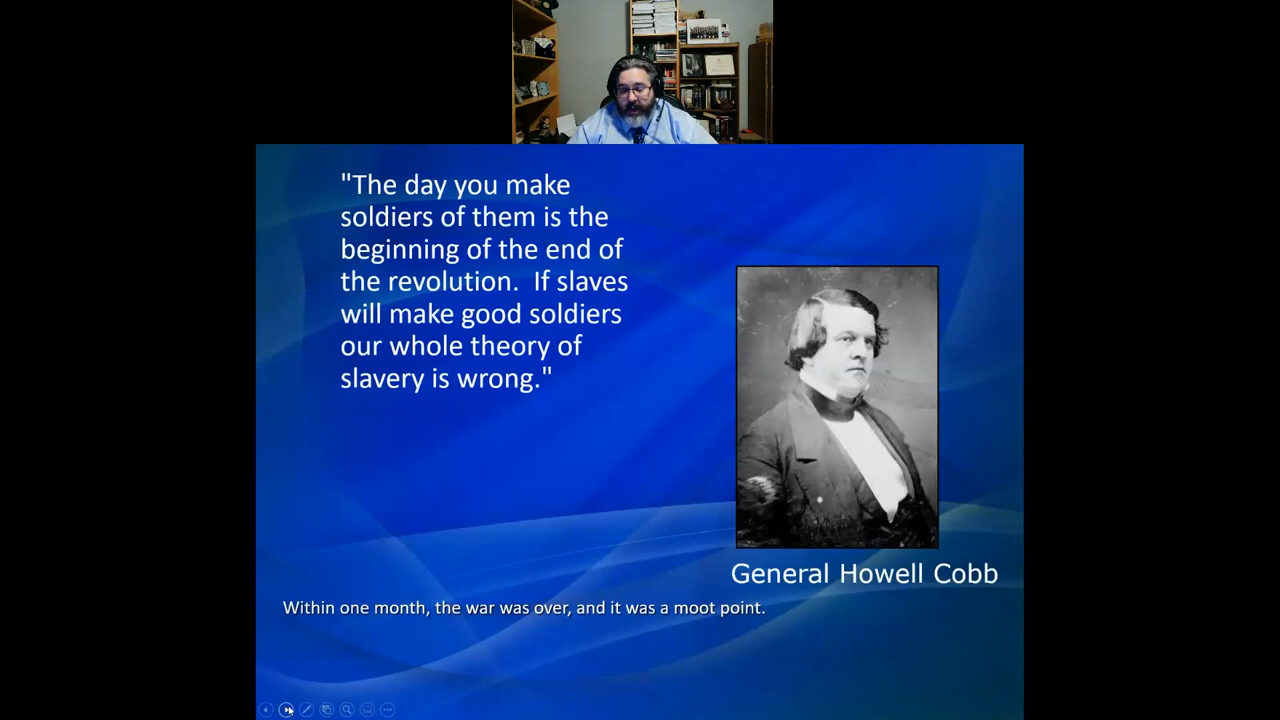 "The day you make
soldiers of them is the
beginning of the end of
the revolution.  If slaves
will make good soldiers
our whole theory of
slavery is wrong."
General Howell Cobb
Within one month, the war was over, and it was a moot point.